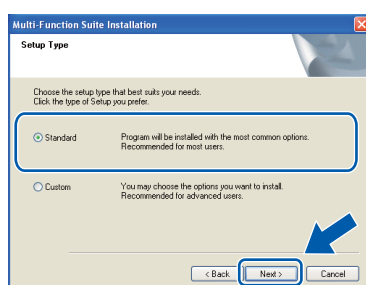 Multi-Function Suite Installation
Setup Type
Choose the setup type that best suits your needs.
Click the type of Setup you prefer.
Standard
Program will be installed with the most common options.
Recommended for most users.
Custom
You may choose the options you want to install.
Recommended for advanced users.
< Back Next > Cancel